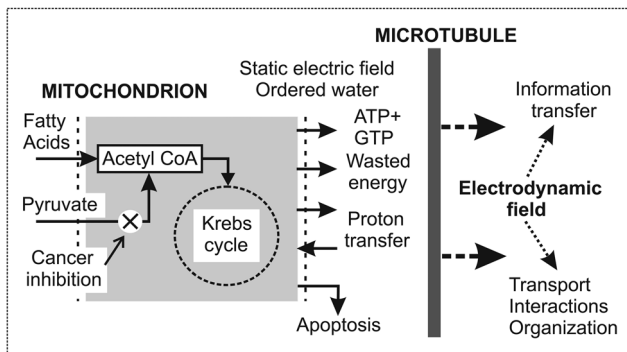 MICROTUBULE
Static electric field
Ordered water
MITOCHONDRION
Fatty
Acids
Acetyl CoA
Pyruvate
Cancer
inhibition
Krebs
cycle
ATP+
GTP
Wasted
energy
Proton
transfer
Apoptosis
Information
transfer
Electrodynamic
field
Transport
Interactions
Organization